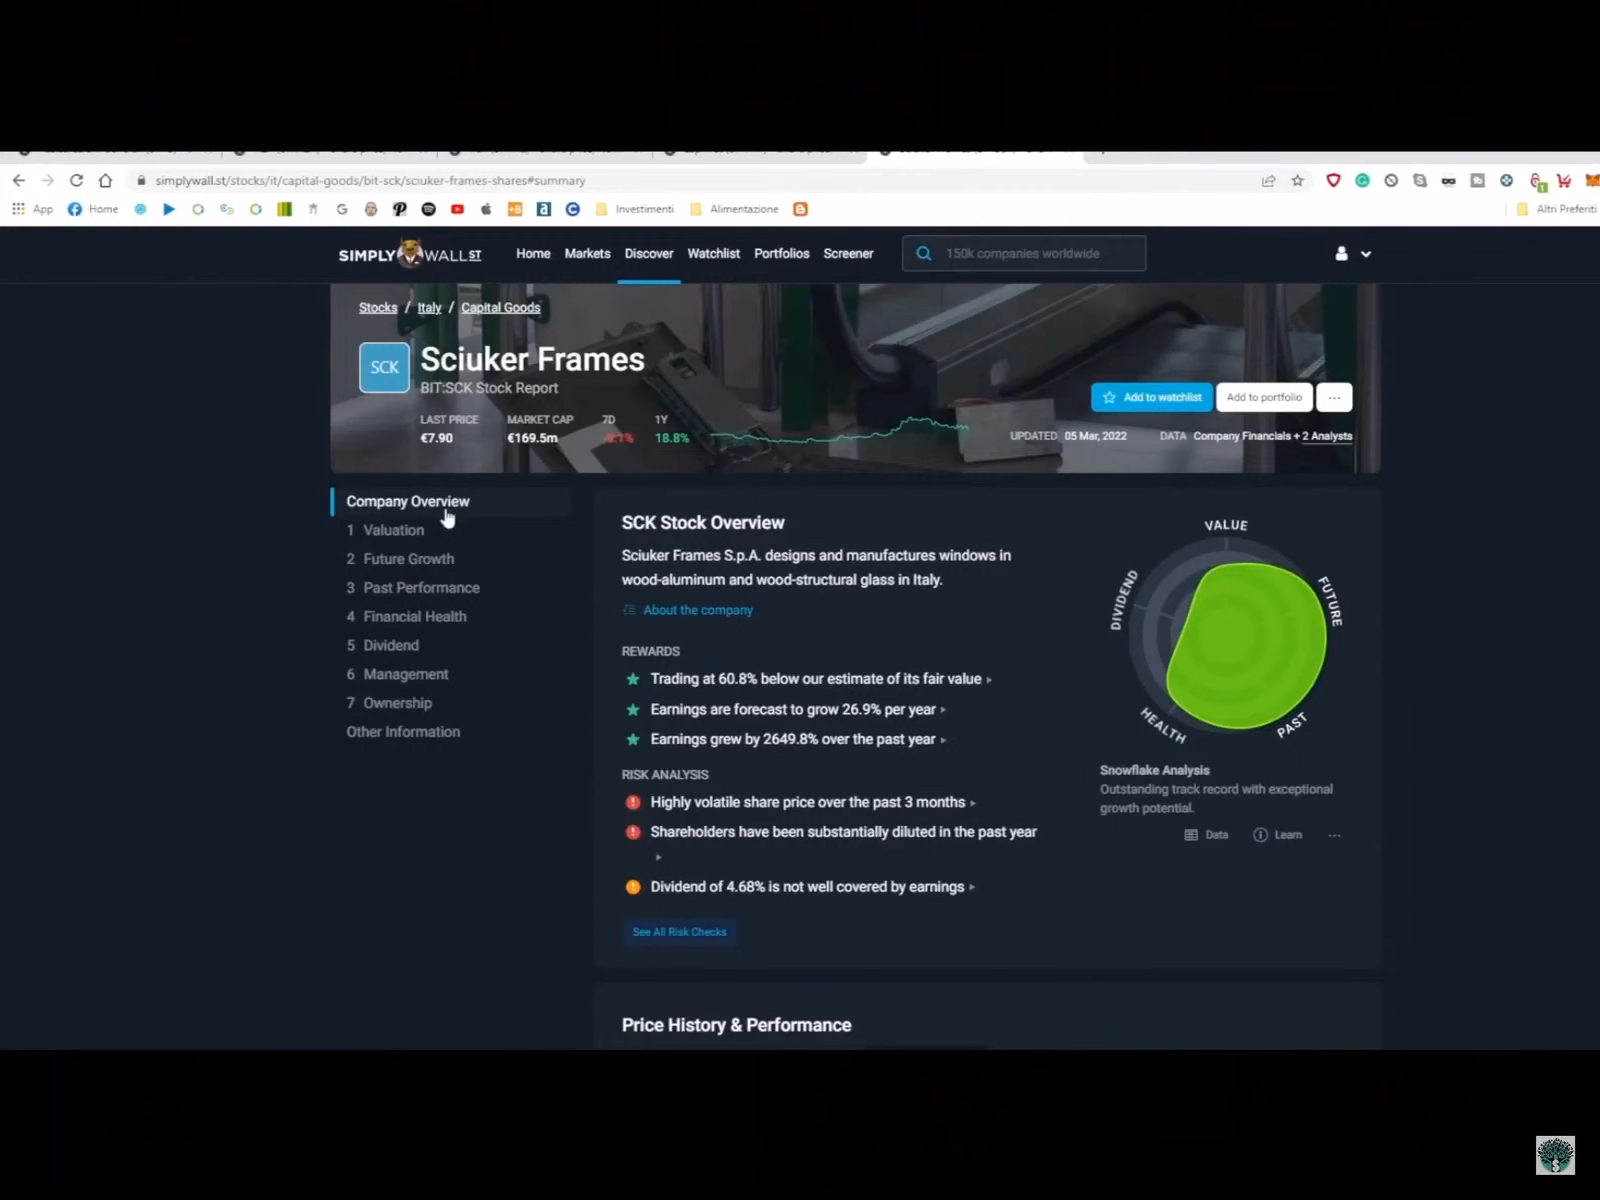 simplywall.st/stocks/it/capital-goods/bit-sck/sciuker-frames-shares#summary
App Home Investimenti Alimentazione Altri Preferiti
SIMPLY WALL ST Home Markets Discover Watchlist Portfolios Screener 150k companies worldwide
Stocks / Italy / Capital Goods
SCK
Sciuker Frames
BIT:SCK Stock Report
Add to watchlist Add to portfolio ...
LAST PRICE MARKET CAP 7D 1Y
€7.90 €169.5m 18.8%
UPDATED 05 Mar, 2022 DATA Company Financials + 2 Analysts
Company Overview
1 Valuation
2 Future Growth
3 Past Performance
4 Financial Health
5 Dividend
6 Management
7 Ownership
Other Information
SCK Stock Overview
Sciuker Frames S.p.A. designs and manufactures windows in
wood-aluminum and wood-structural glass in Italy.
About the company
REWARDS
Trading at 60.8% below our estimate of its fair value
Earnings are forecast to grow 26.9% per year
Earnings grew by 2649.8% over the past year
RISK ANALYSIS
Highly volatile share price over the past 3 months
Shareholders have been substantially diluted in the past year
Dividend of 4.68% is not well covered by earnings
See All Risk Checks
VALUE
FUTURE
PAST
HEALTH
DIVIDEND
Snowflake Analysis
Outstanding track record with exceptional
growth potential.
Data Learn ...
Price History & Performance